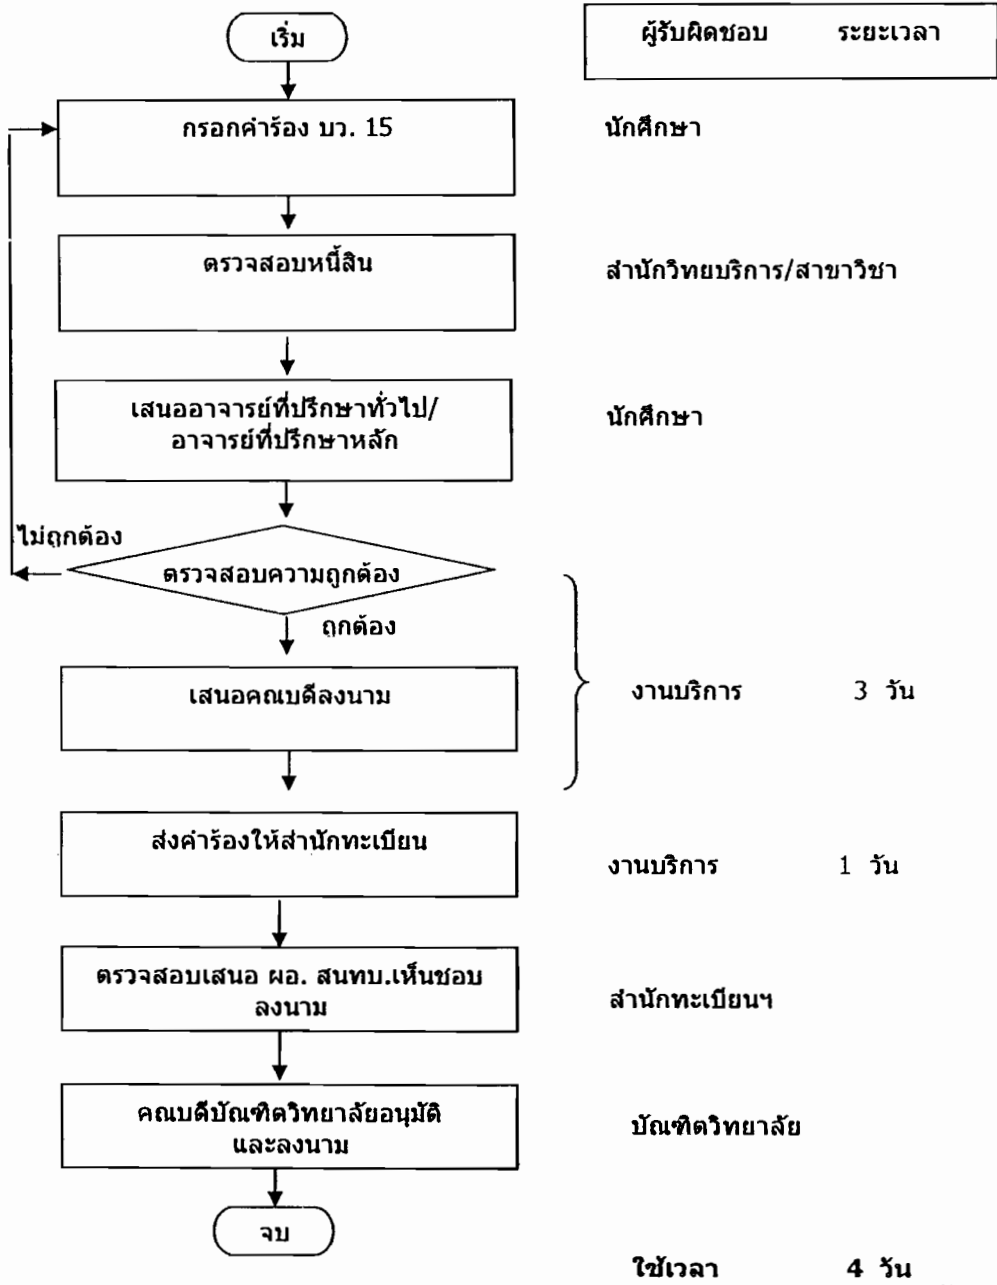 เริ่ม
ผู้รับผิดชอบ ระยะเวลา
กรอกคำร้อง บว. 15
นักศึกษา
ตรวจสอบหนี้สิน
สำนักวิทยบริการ/สาขาวิชา
เสนออาจารย์ที่ปรึกษาทั่วไป/
อาจารย์ที่ปรึกษาหลัก
นักศึกษา
ไม่ถูกต้อง
ตรวจสอบความถูกต้อง
ถูกต้อง
เสนอคณบดีลงนาม
งานบริการ 3 วัน
ส่งคำร้องให้สำนักทะเบียน
งานบริการ 1 วัน
ตรวจสอบเสนอ ผอ. สนทบ.เห็นชอบ
ลงนาม
สำนักทะเบียนฯ
คณบดีบัณฑิตวิทยาลัยอนุมัติ
และลงนาม
บัณฑิตวิทยาลัย
จบ
ใช้เวลา 4 วัน